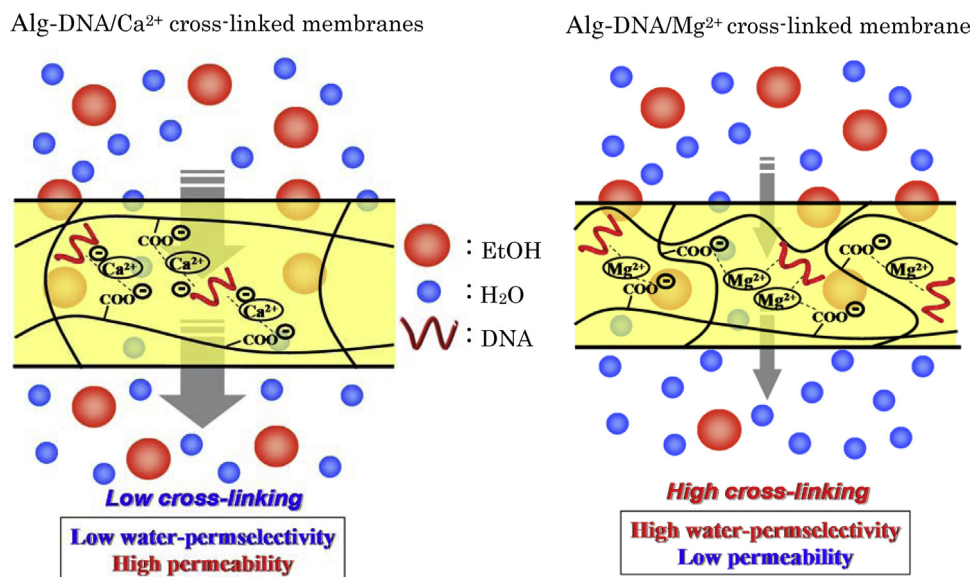 Alg-DNA/Ca²⁺ cross-linked membranes
Alg-DNA/Mg²⁺ cross-linked membrane
COO⊖
⊖
Ca²⁺
Ca²⁺
⊖
⊖
⊖
COO
Ca²⁺
⊖
COO
: EtOH
: H₂O
: DNA
COO⊖
COO⊖
Mg²⁺
Mg²⁺
Mg²⁺
Mg²⁺
⊖
COO
⊖
COO
Low cross-linking
Low water-permselectivity
High permeability
High cross-linking
High water-permselectivity
Low permeability